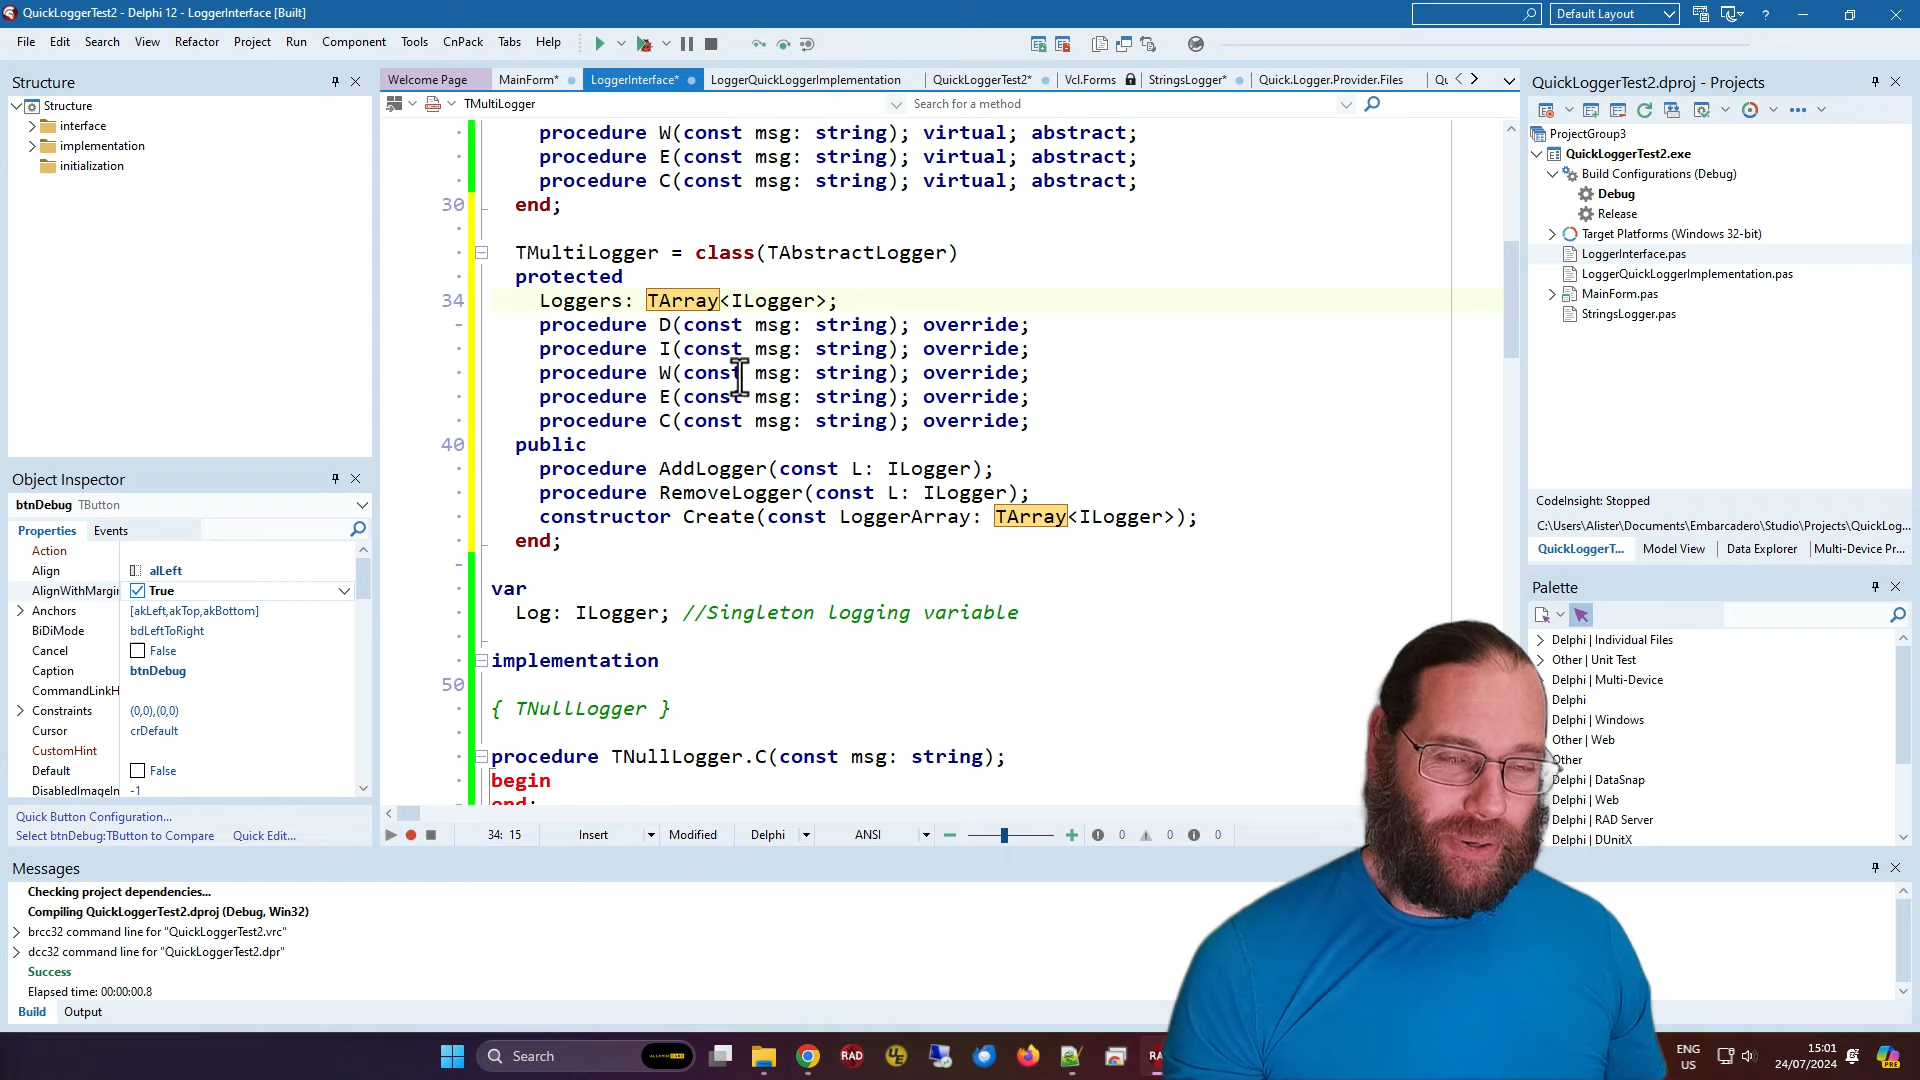 QuickLoggerTest2 - Delphi 12 - LoggerInterface [Built]
Default Layout
File Edit Search View Refactor Project Run Component Tools CnPack Tabs Help
Structure
Structure
interface
implementation
initialization
Welcome Page MainForm* LoggerInterface* LoggerQuickLoggerImplementation QuickLoggerTest2* Vcl.Forms StringsLogger* Quick.Logger.Provider.Files Qu
TMultiLogger Search for a method
procedure W(const msg: string); virtual; abstract;
procedure E(const msg: string); virtual; abstract;
procedure C(const msg: string); virtual; abstract;
30 end;
TMultiLogger = class(TAbstractLogger)
protected
34 Loggers: TArray<ILogger>;
procedure D(const msg: string); override;
procedure I(const msg: string); override;
procedure W(const msg: string); override;
procedure E(const msg: string); override;
procedure C(const msg: string); override;
40 public
procedure AddLogger(const L: ILogger);
procedure RemoveLogger(const L: ILogger);
constructor Create(const LoggerArray: TArray<ILogger>);
end;
var
Log: ILogger; //Singleton logging variable
implementation
50
{ TNullLogger }
procedure TNullLogger.C(const msg: string);
begin
end;
34: 15 Insert Modified Delphi ANSI 0 0 0
Object Inspector
btnDebug TButton
Properties Events
Action
Align alLeft
AlignWithMargin True
Anchors [akLeft,akTop,akBottom]
BiDiMode bdLeftToRight
Cancel False
Caption btnDebug
CommandLinkH
Constraints (0,0),(0,0)
Cursor crDefault
CustomHint
Default False
DisabledImageIn -1
Quick Button Configuration...
Select btnDebug:TButton to Compare Quick Edit...
Messages
Checking project dependencies...
Compiling QuickLoggerTest2.dproj (Debug, Win32)
brcc32 command line for "QuickLoggerTest2.vrc"
dcc32 command line for "QuickLoggerTest2.dpr"
Success
Elapsed time: 00:00:00.8
Build Output
QuickLoggerTest2.dproj - Projects
ProjectGroup3
QuickLoggerTest2.exe
Build Configurations (Debug)
Debug
Release
Target Platforms (Windows 32-bit)
LoggerInterface.pas
LoggerQuickLoggerImplementation.pas
MainForm.pas
StringsLogger.pas
CodeInsight: Stopped
C:\Users\Alister\Documents\Embarcadero\Studio\Projects\QuickLog...
QuickLoggerT... Model View Data Explorer Multi-Device Pr...
Palette
Delphi | Individual Files
Other | Unit Test
Delphi | Multi-Device
Delphi
Delphi | Windows
Other | Web
Other
Delphi | DataSnap
Delphi | Web
Delphi | RAD Server
Delphi | DUnitX
Search
RAD
UE
RA
ENG
US
15:01
24/07/2024
PRE